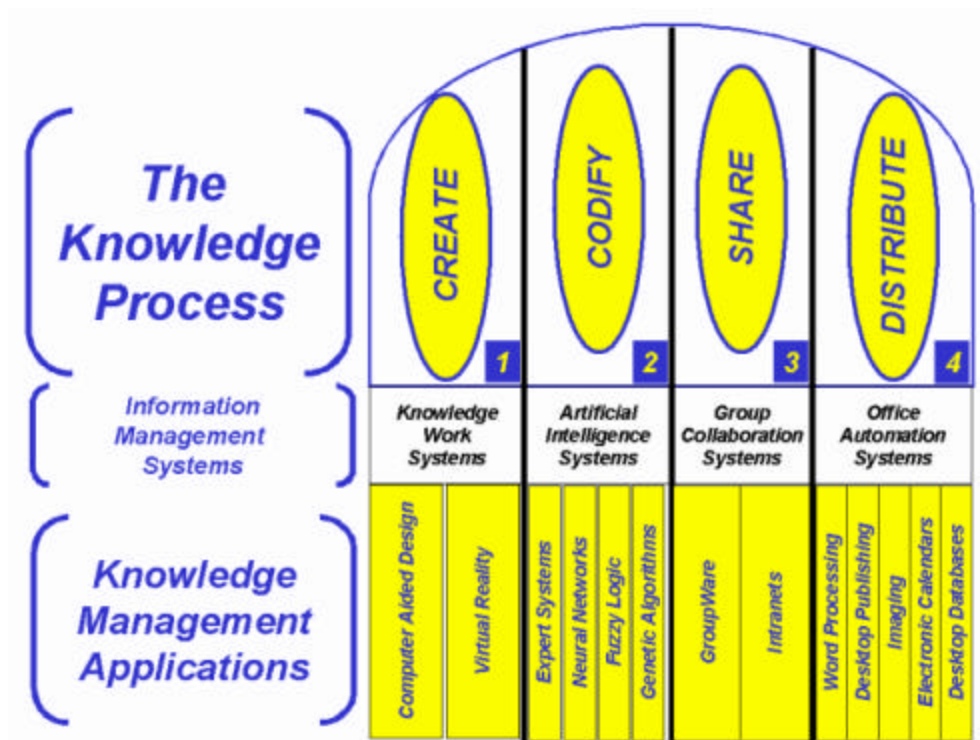 The
Knowledge
Process
CREATE
CODIFY
SHARE
DISTRIBUTE
1
2
3
4
Information
Management
Systems
Knowledge
Work
Systems
Artificial
Intelligence
Systems
Group
Collaboration
Systems
Office
Automation
Systems
Knowledge
Management
Applications
Computer Aided Design
Virtual Reality
Expert Systems
Neural Networks
Fuzzy Logic
Genetic Algorithms
GroupWare
Intranets
Word Processing
Desktop Publishing
Imaging
Electronic Calendars
Desktop Databases